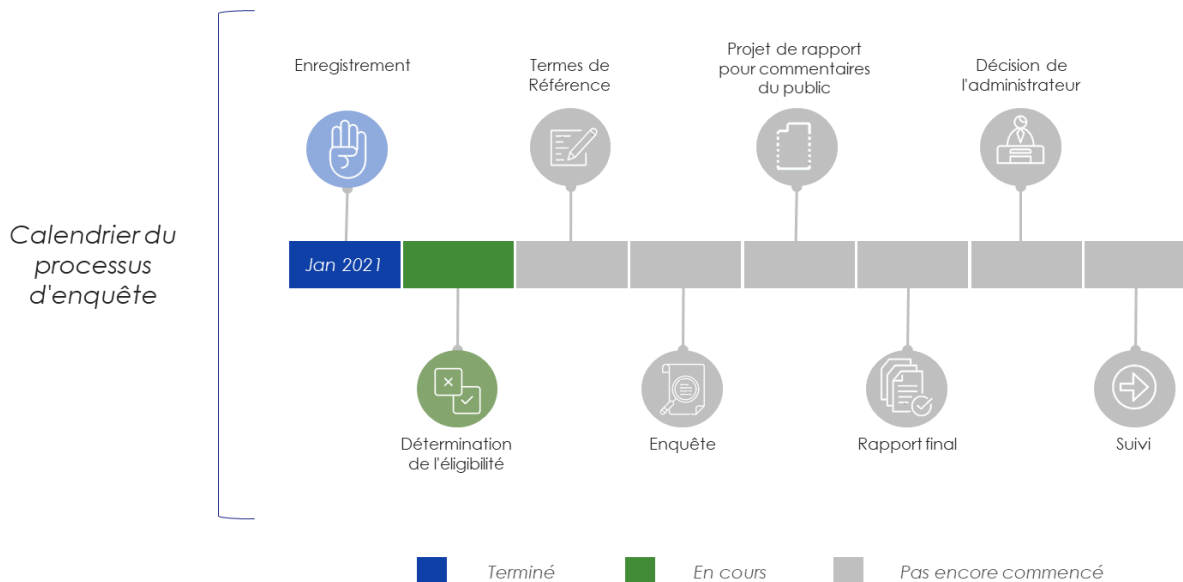 Calendrier du
processus
d'enquête
Enregistrement
Termes de
Référence
Projet de rapport
pour commentaires
du public
Décision de
l'administrateur
Jan 2021
Détermination
de l'éligibilité
Enquête
Rapport final
Suivi
Terminé
En cours
Pas encore commencé